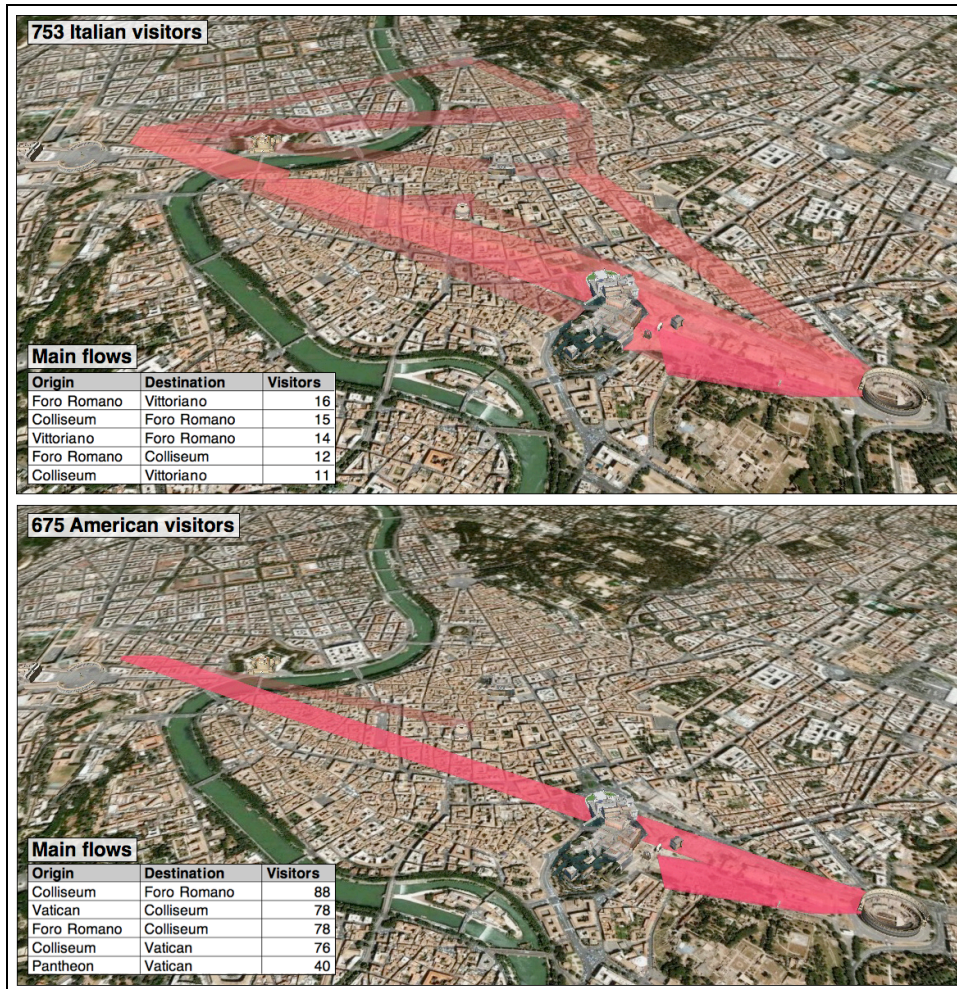 753 Italian visitors
Main flows
Origin Destination Visitors
Foro Romano Vittoriano 16
Colliseum Foro Romano 15
Vittoriano Foro Romano 14
Foro Romano Colliseum 12
Colliseum Vittoriano 11
675 American visitors
Main flows
Origin Destination Visitors
Colliseum Foro Romano 88
Vatican Colliseum 78
Foro Romano Colliseum 78
Colliseum Vatican 76
Pantheon Vatican 40